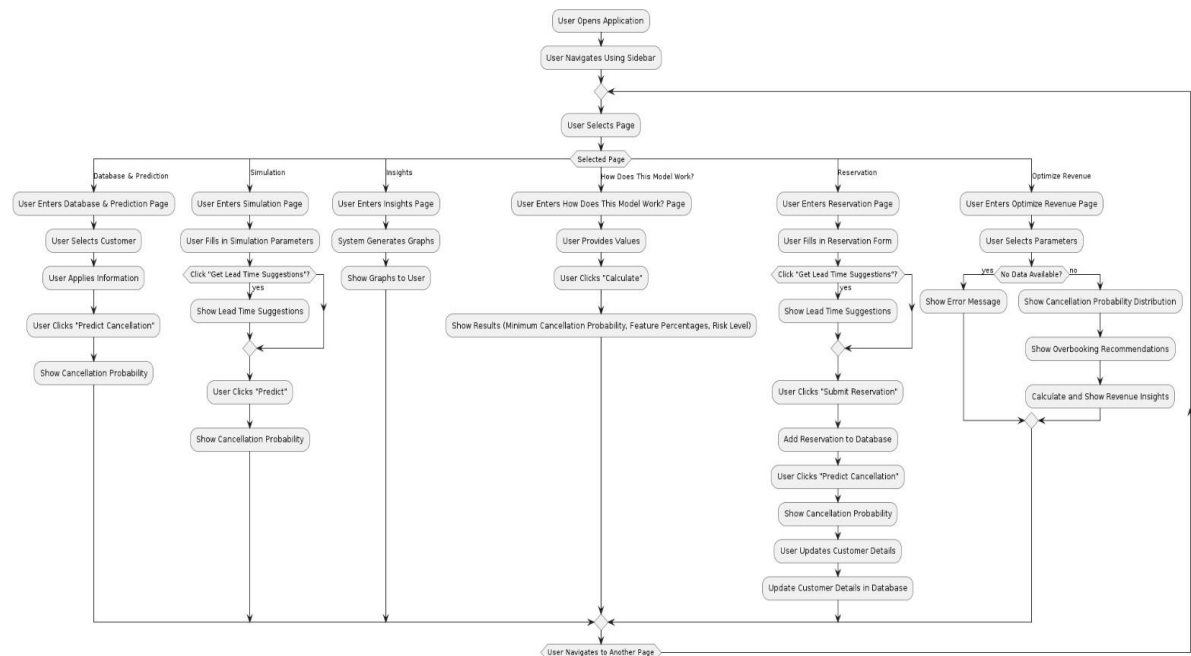 User Opens Application
User Navigates Using Sidebar
User Selects Page
Selected Page
Database & Prediction
Simulation
Insights
How Does This Model Work?
Reservation
Optimize Revenue
User Enters Database & Prediction Page
User Selects Customer
User Applies Information
User Clicks "Predict Cancellation"
Show Cancellation Probability
User Enters Simulation Page
User Fills in Simulation Parameters
Click "Get Lead Time Suggestions"?
yes
Show Lead Time Suggestions
User Clicks "Predict"
Show Cancellation Probability
User Enters Insights Page
System Generates Graphs
Show Graphs to User
User Enters How Does This Model Work? Page
User Provides Values
User Clicks "Calculate"
Show Results (Minimum Cancellation Probability, Feature Percentages, Risk Level)
User Enters Reservation Page
User Fills in Reservation Form
Click "Get Lead Time Suggestions"?
yes
Show Lead Time Suggestions
User Clicks "Submit Reservation"
Add Reservation to Database
User Clicks "Predict Cancellation"
Show Cancellation Probability
User Updates Customer Details
Update Customer Details in Database
User Enters Optimize Revenue Page
User Selects Parameters
yes
No Data Available?
no
Show Error Message
Show Cancellation Probability Distribution
Show Overbooking Recommendations
Calculate and Show Revenue Insights
User Navigates to Another Page